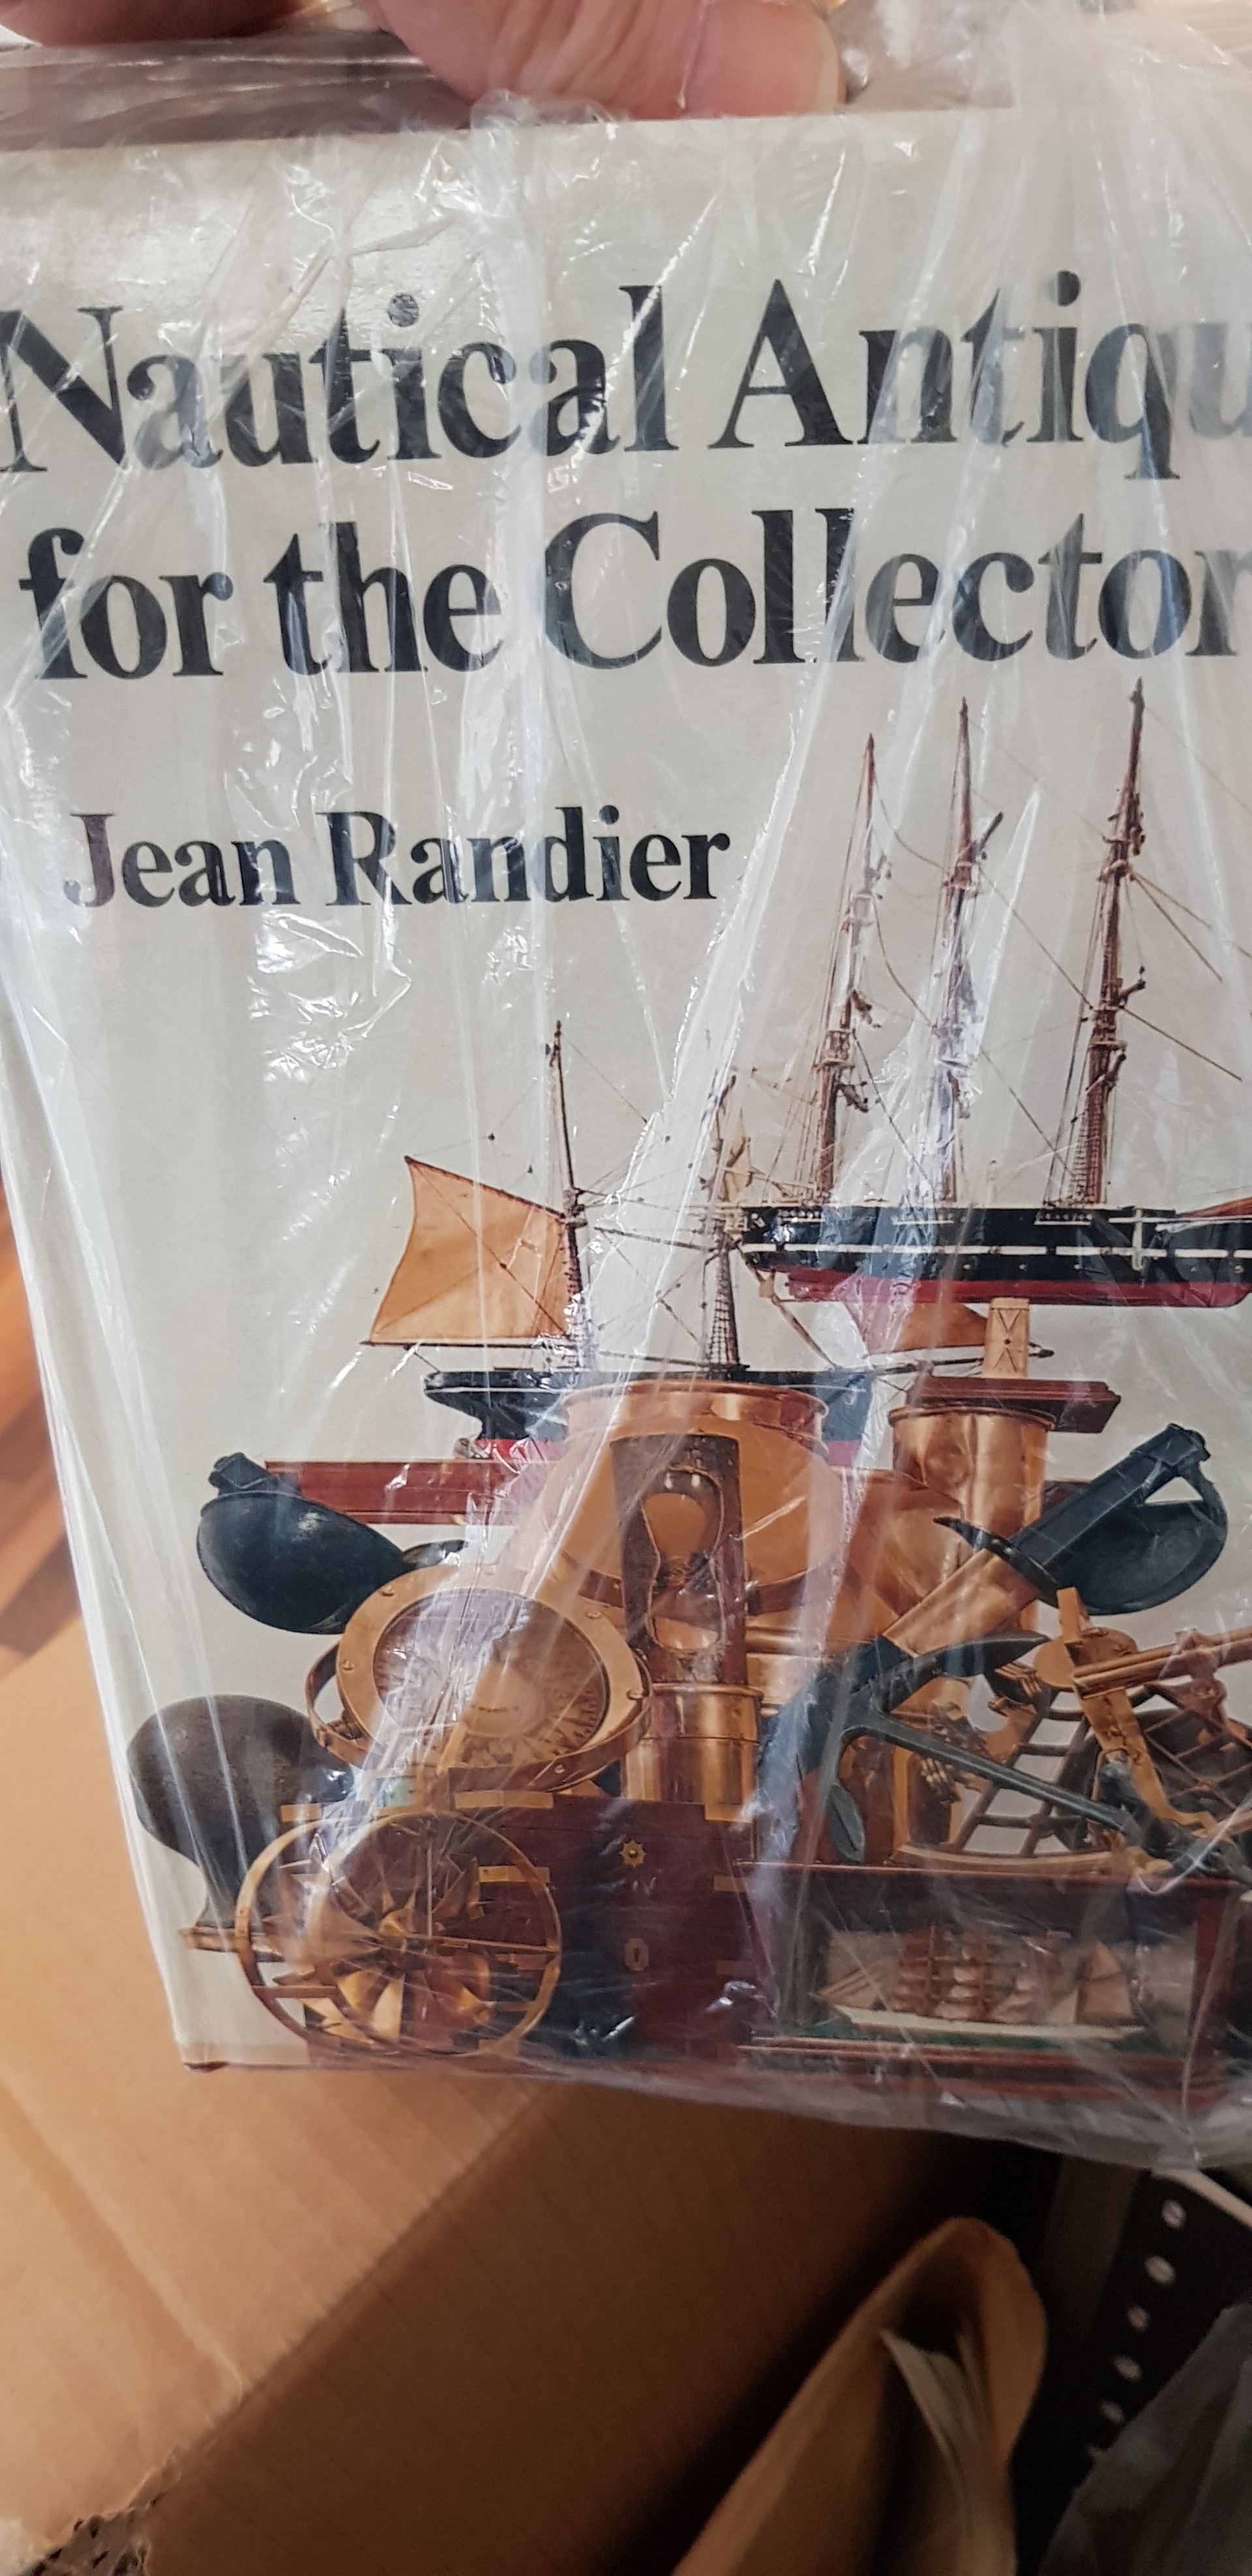 Nautical Antiqu
for the Collector
Jean Randier